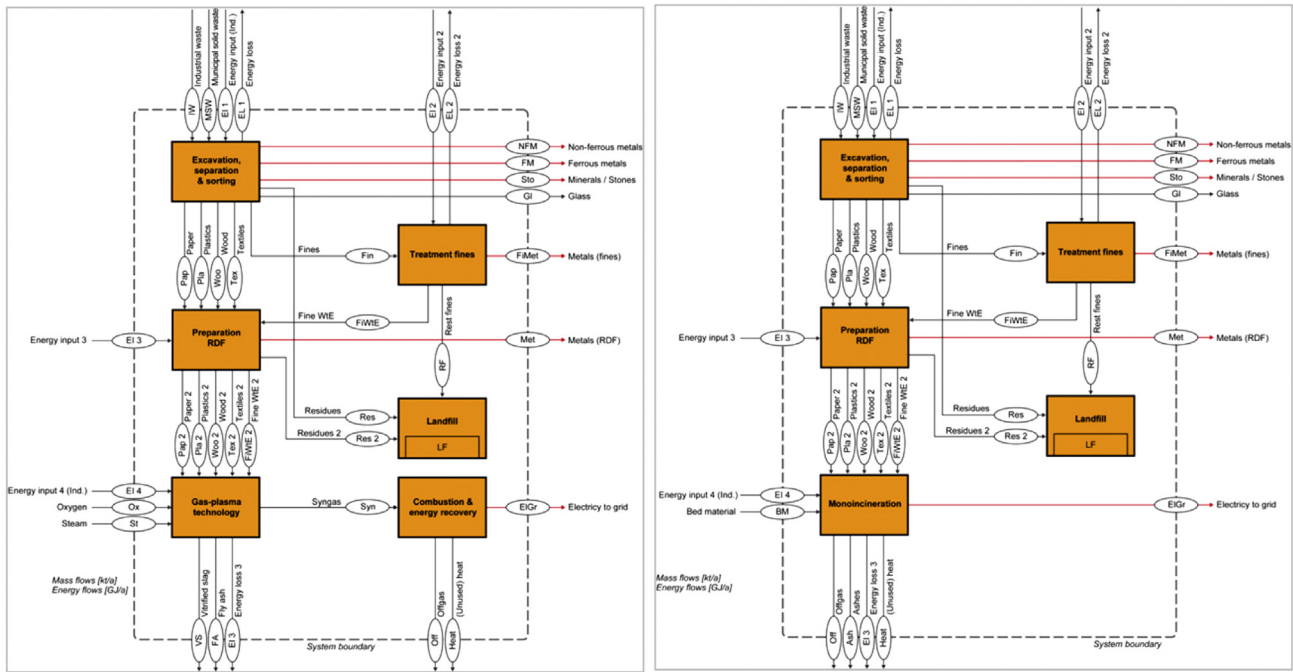 Industrial waste
Municipal solid waste
Energy input (Ind.)
Energy loss
Energy input 2
Energy loss 2
IW
MSW
EI 1
EL 1
EI 2
EL 2
Excavation,
separation
& sorting
NFM
Non-ferrous metals
FM
Ferrous metals
Sto
Minerals / Stones
Gl
Glass
Paper
Plastics
Wood
Textiles
Pap
Pla
Woo
Tex
Fines
Fin
Treatment fines
FiMet
Metals (fines)
Fine WtE
FiWtE
Rest fines
RF
Energy input 3
EI 3
Preparation
RDF
Met
Metals (RDF)
Paper 2
Plastics 2
Wood 2
Textiles 2
Fine WtE 2
Pap 2
Pla 2
Woo 2
Tex 2
FiWtE 2
Residues
Res
Residues 2
Res 2
Landfill
LF
Energy input 4 (Ind.)
EI 4
Oxygen
Ox
Steam
St
Gas-plasma
technology
Syngas
Syn
Combustion &
energy recovery
ElGr
Electricity to grid
Mass flows [kt/a]
Energy flows [GJ/a]
Vitrified slag
Fly ash
Energy loss 3
Offgas
(Unused) heat
VS
FA
El 3
Off
Heat
System boundary
Industrial waste
Municipal solid waste
Energy input (Ind.)
Energy loss
Energy input 2
Energy loss 2
IW
MSW
EI 1
EL 1
EI 2
EL 2
Excavation,
separation
& sorting
NFM
Non-ferrous metals
FM
Ferrous metals
Sto
Minerals / Stones
Gl
Glass
Paper
Plastics
Wood
Textiles
Pap
Pla
Woo
Tex
Fines
Fin
Treatment fines
FiMet
Metals (fines)
Fine WtE
FiWtE
Rest fines
RF
Energy input 3
EI 3
Preparation
RDF
Met
Metals (RDF)
Paper 2
Plastics 2
Wood 2
Textiles 2
Fine WtE 2
Pap 2
Pla 2
Woo 2
Tex 2
FiWtE 2
Residues
Res
Residues 2
Res 2
Landfill
LF
Energy input 4 (Ind.)
EI 4
Bed material
BM
Monoincineration
ElGr
Electricy to grid
Mass flows [kt/a]
Energy flows [GJ/a]
Offgas
Ashes
Energy loss 3
(Unused) heat
Off
Ash
El 3
Heat
System boundary